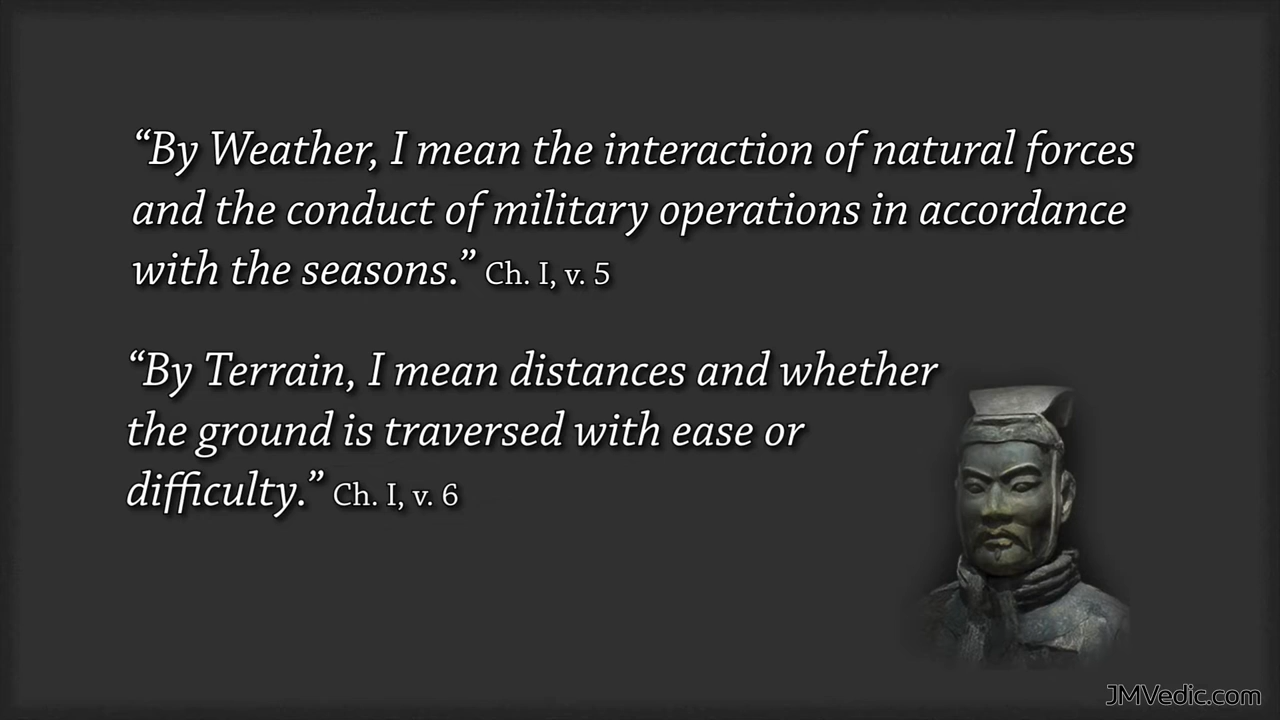 “By Weather, I mean the interaction of natural forces
and the conduct of military operations in accordance
with the seasons.” Ch. I, v. 5
“By Terrain, I mean distances and whether
the ground is traversed with ease or
difficulty.” Ch. I, v. 6
JMVedic.com